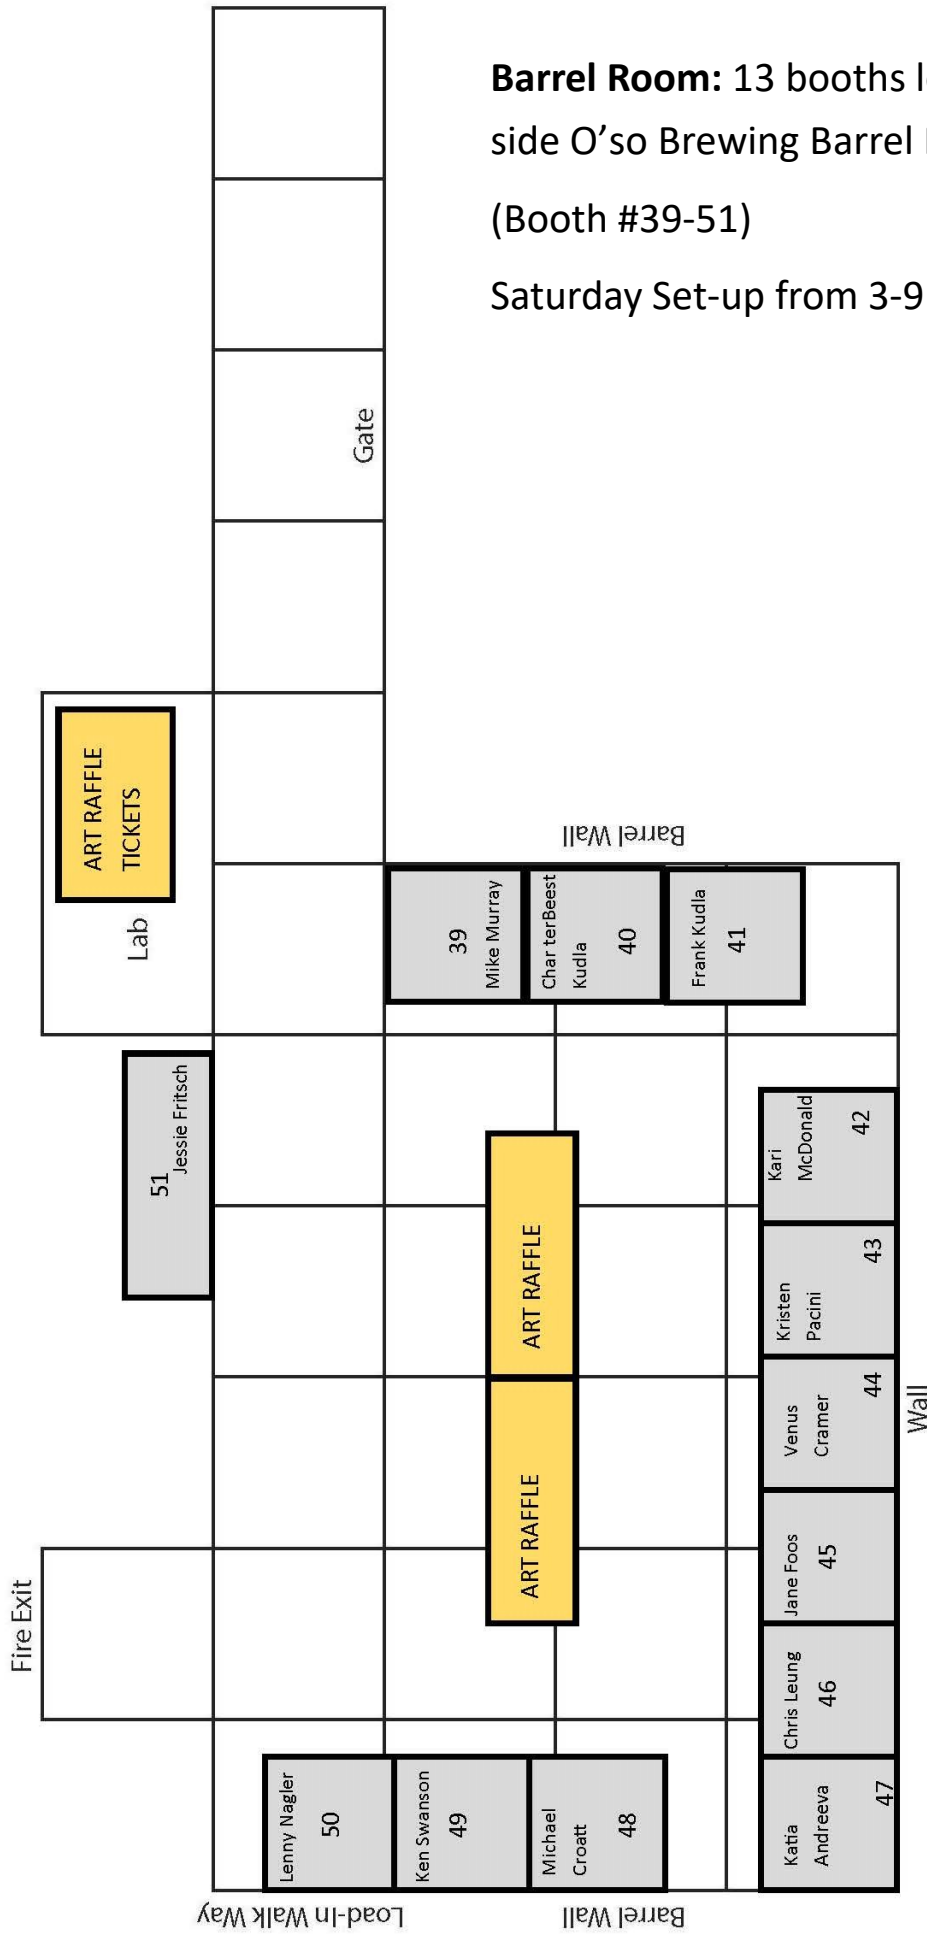 Barrel Room: 13 booths
side O'so Brewing Barrel
(Booth #39-51)
Saturday Set-up from 3-9
Gate
ART RAFFLE
TICKETS
Lab
Barrel Wall
39
Mike Murray
Char terBeest
Kudla
40
Frank Kudla
41
51
Jessie Fritsch
ART RAFFLE
ART RAFFLE
Kari
McDonald
42
Kristen
Pacini
43
Venus
Cramer
44
Wall
Jane Foos
45
Chris Leung
46
Katia
Andreeva
47
Fire Exit
Lenny Nagler
50
Ken Swanson
49
Michael
Croatt
48
Load-In Walk Way
Barrel Wall